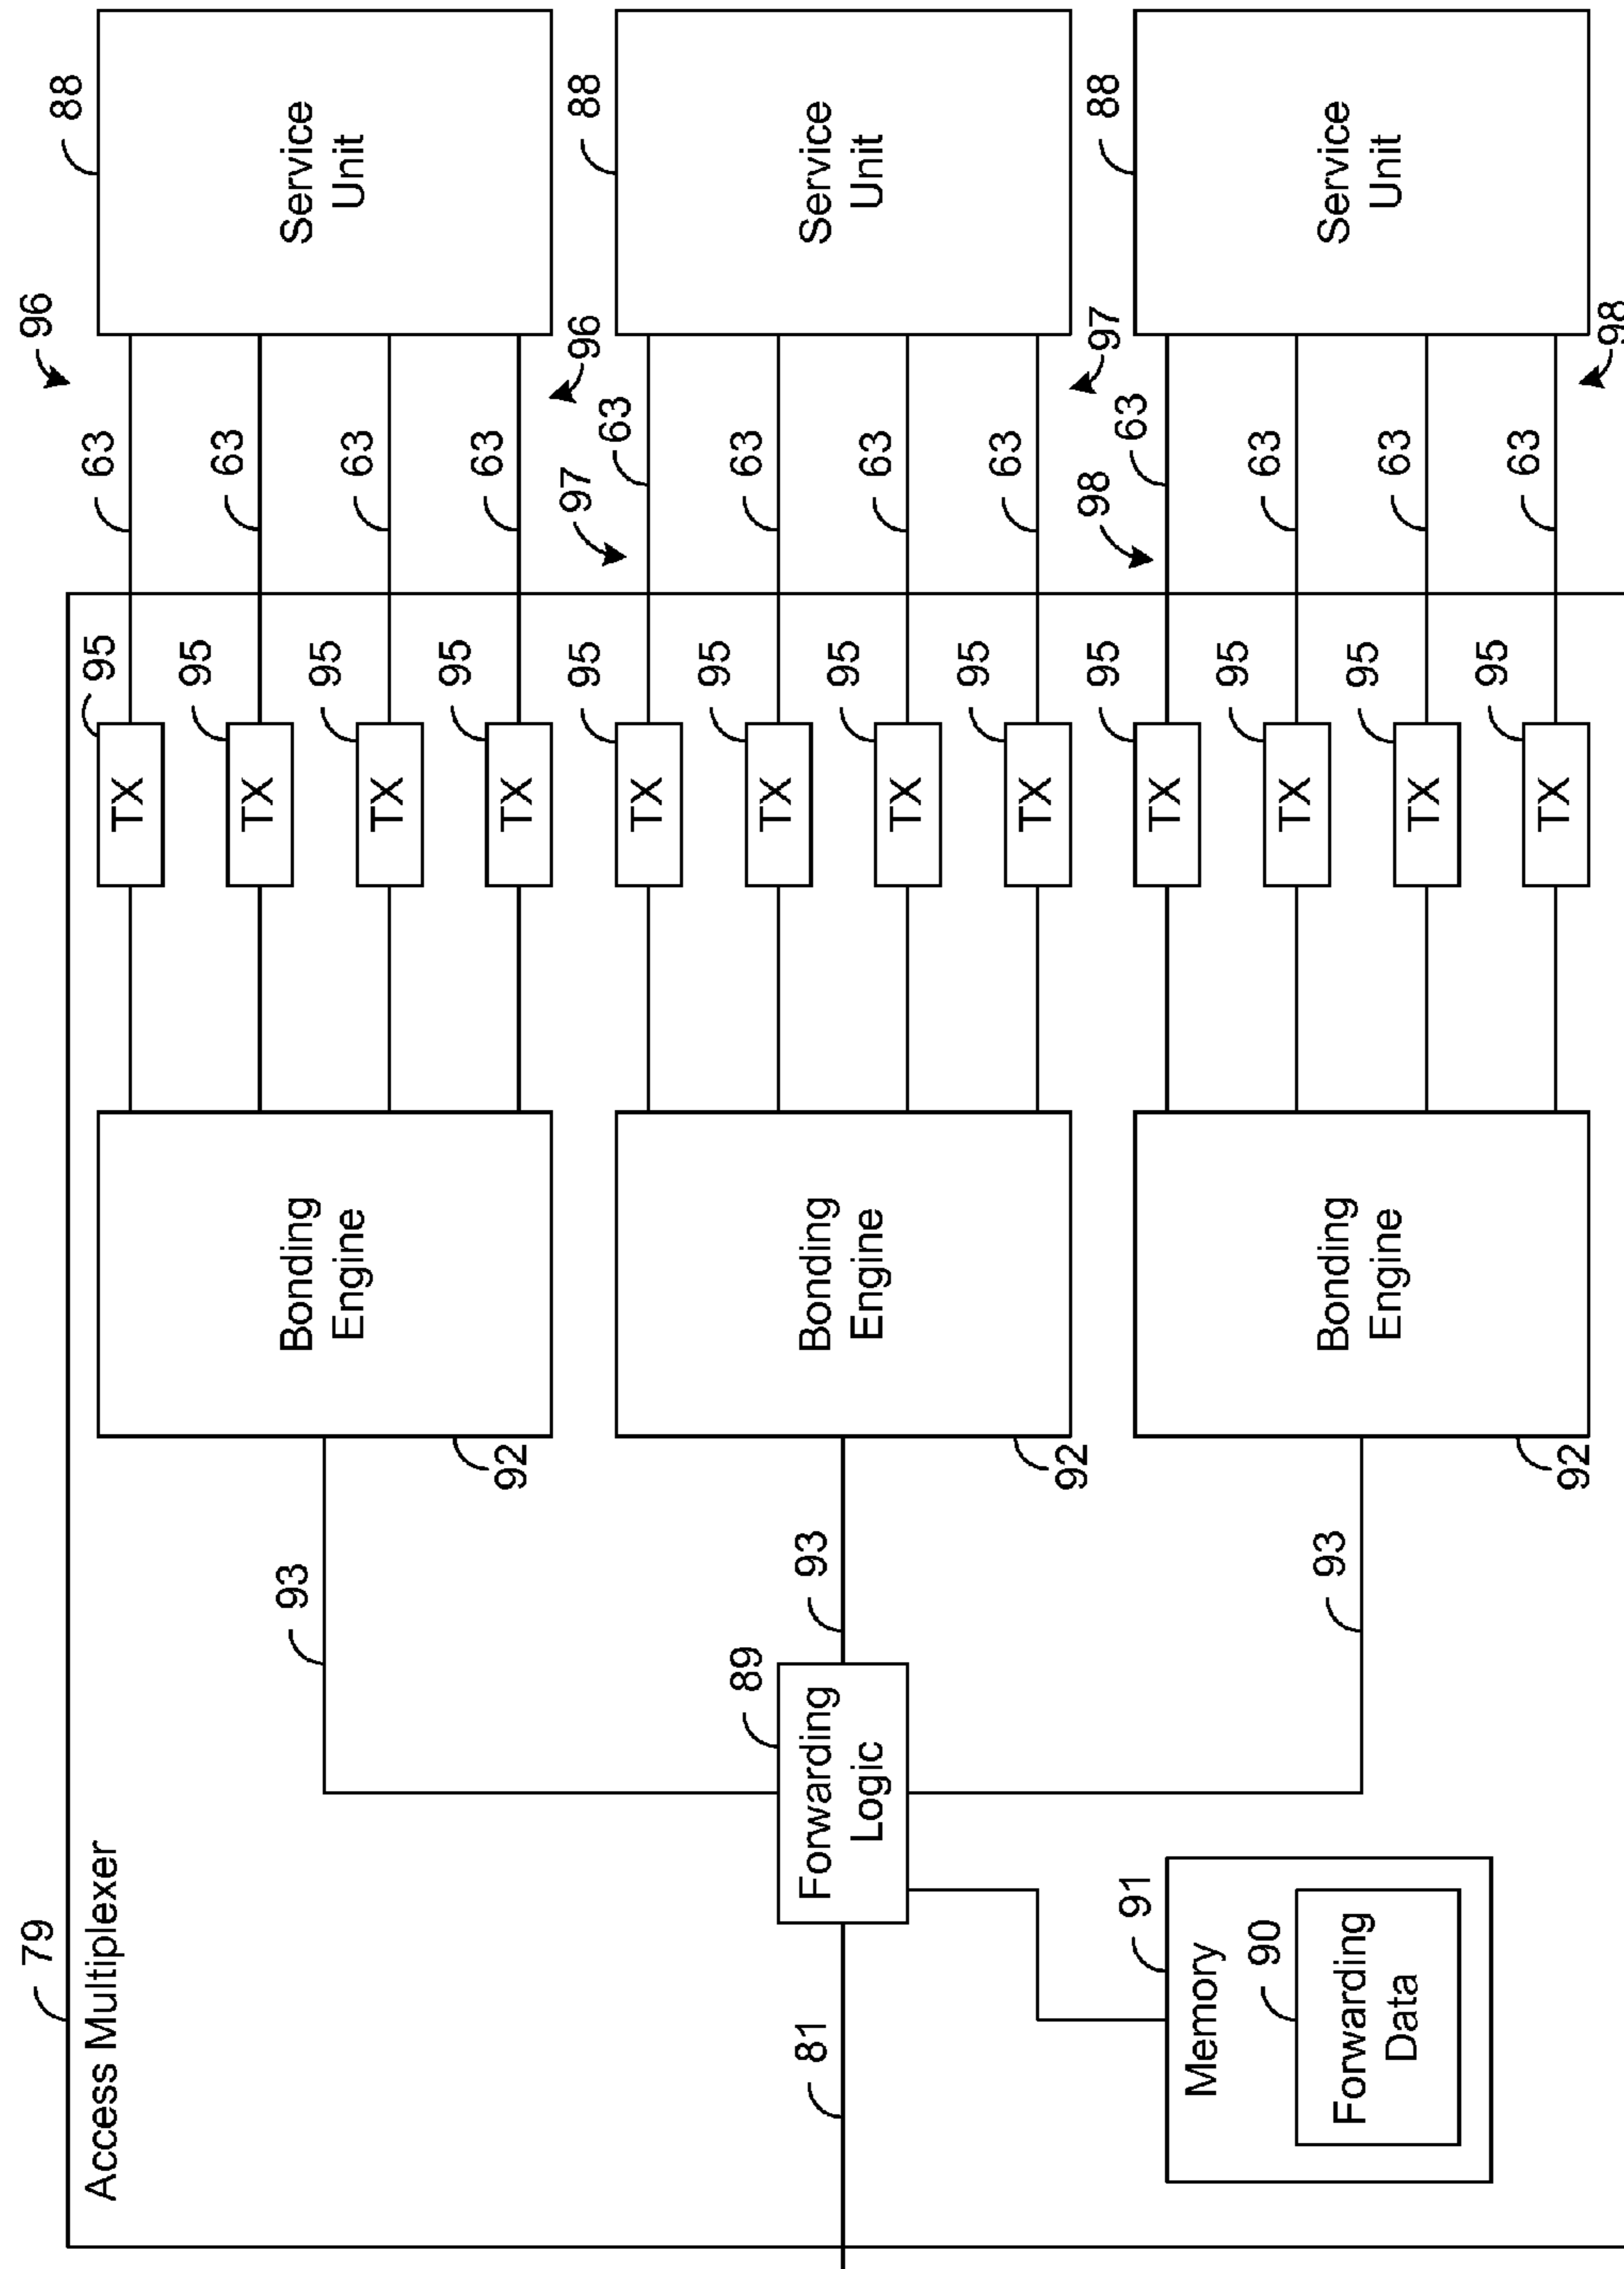 79
96
88
Access Multiplexer
95
63
TX
95
63
TX
93
Bonding
Engine
Service
Unit
95
63
TX
95
63
92
TX
97
96
95
63
88
TX
95
89
63
TX
81
Forwarding
Logic
93
Bonding
Engine
Service
Unit
95
63
TX
95
63
TX
92
95
98
97
88
91
63
TX
Memory
95
90
63
TX
Forwarding
Data
93
Bonding
Engine
Service
Unit
95
63
TX
95
63
TX
92
98